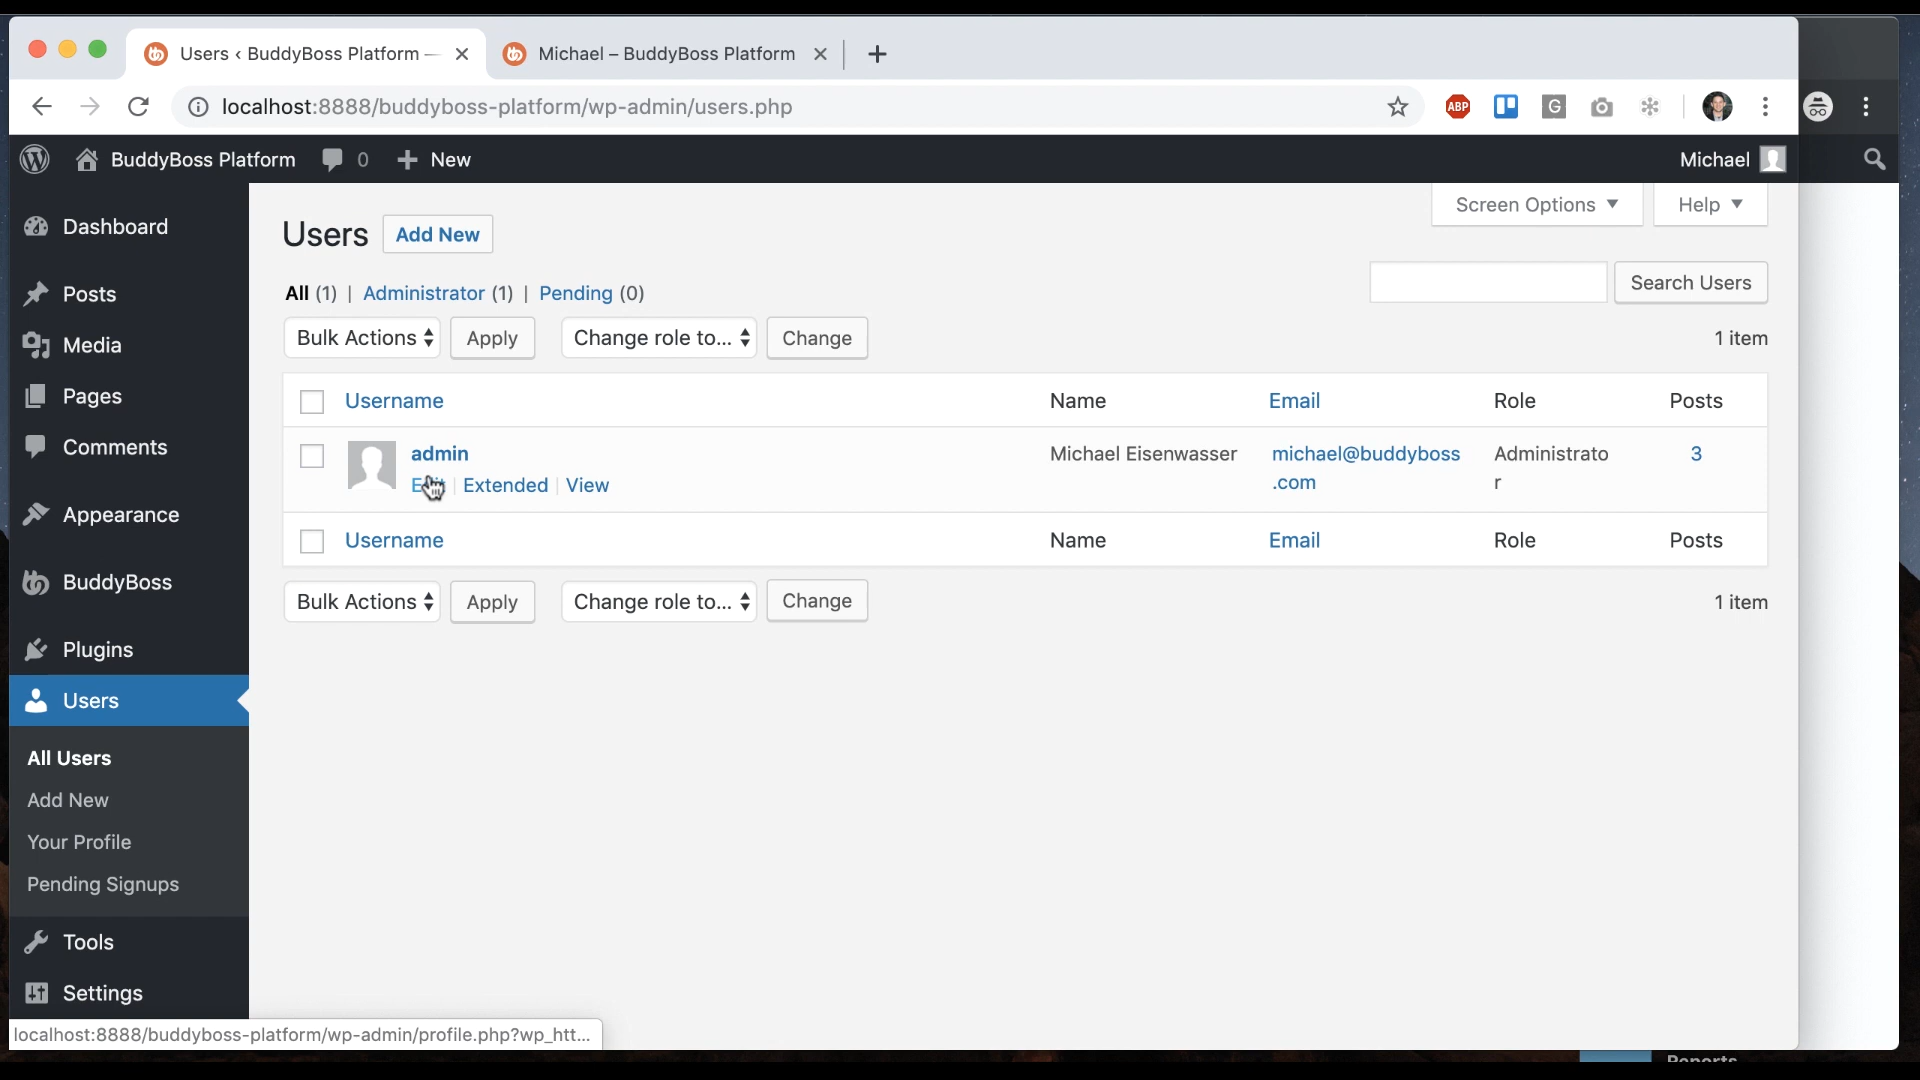 Users ‹ BuddyBoss Platform —
Michael – BuddyBoss Platform
localhost:8888/buddyboss-platform/wp-admin/users.php
ABP
G
BuddyBoss Platform 0 New
Michael
Dashboard
Posts
Media
Pages
Comments
Appearance
BuddyBoss
Plugins
Users
All Users
Add New
Your Profile
Pending Signups
Tools
Settings
Screen Options
Help
Users Add New
All (1) | Administrator (1) | Pending (0)
Search Users
Bulk Actions Apply Change role to... Change 1 item
Username Name Email Role Posts
admin Michael Eisenwasser michael@buddyboss Administrato 3
.com r
Extended | View
Username Name Email Role Posts
Bulk Actions Apply Change role to... Change 1 item
localhost:8888/buddyboss-platform/wp-admin/profile.php?wp_htt...